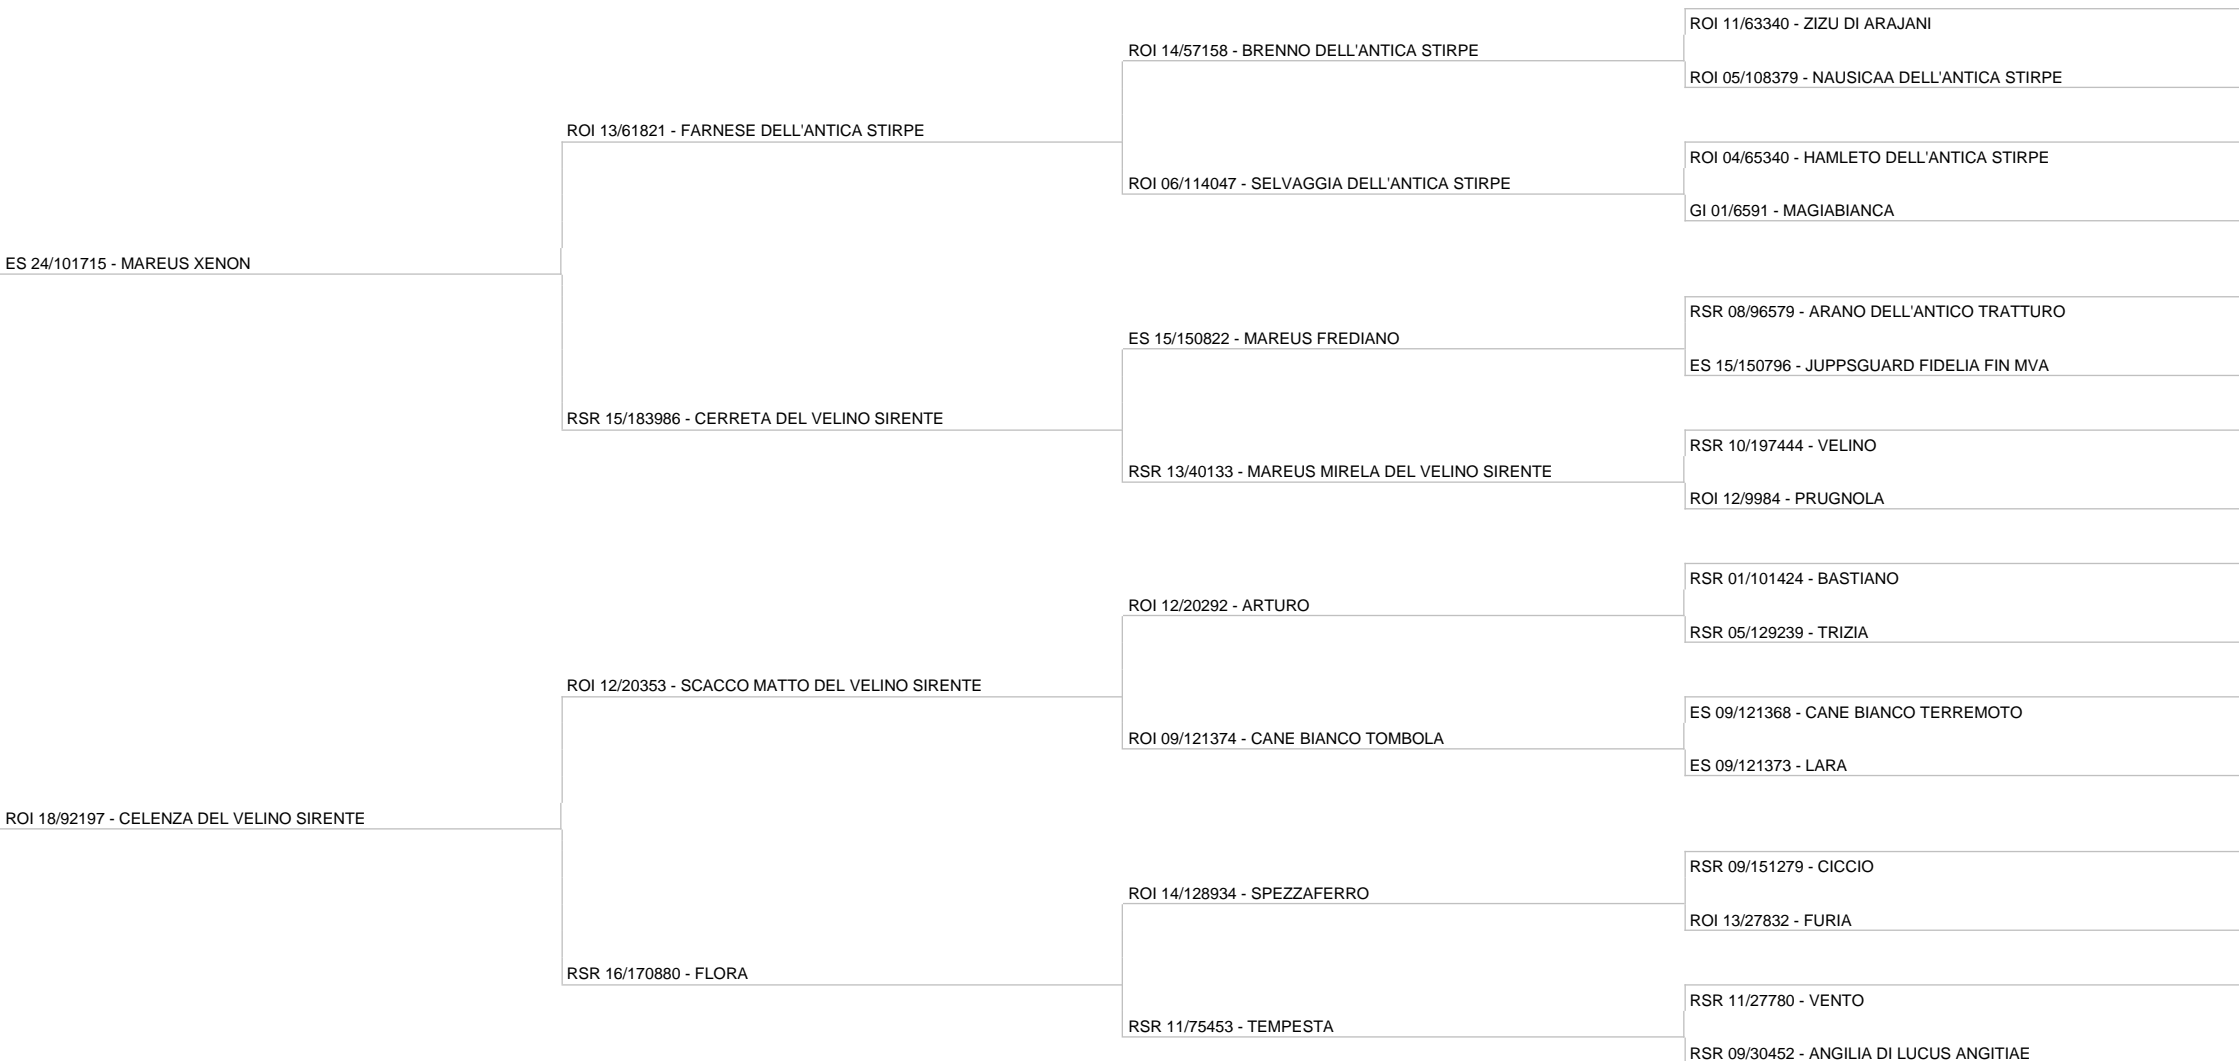 ROI 11/63340 - ZIZU DI ARAJANI
ROI 14/57158 - BRENNO DELL'ANTICA STIRPE
ROI 05/108379 - NAUSICAA DELL'ANTICA STIRPE
ROI 13/61821 - FARNESE DELL'ANTICA STIRPE
ROI 04/65340 - HAMLETO DELL'ANTICA STIRPE
ROI 06/114047 - SELVAGGIA DELL'ANTICA STIRPE
GI 01/6591 - MAGIABIANCA
ES 24/101715 - MAREUS XENON
RSR 08/96579 - ARANO DELL'ANTICO TRATTURO
ES 15/150822 - MAREUS FREDIANO
ES 15/150796 - JUPPSGUARD FIDELIA FIN MVA
RSR 15/183986 - CERRETA DEL VELINO SIRENTE
RSR 10/197444 - VELINO
RSR 13/40133 - MAREUS MIRELA DEL VELINO SIRENTE
ROI 12/9984 - PRUGNOLA
RSR 01/101424 - BASTIANO
ROI 12/20292 - ARTURO
RSR 05/129239 - TRIZIA
ROI 12/20353 - SCACCO MATTO DEL VELINO SIRENTE
ES 09/121368 - CANE BIANCO TERREMOTO
ROI 09/121374 - CANE BIANCO TOMBOLA
ES 09/121373 - LARA
ROI 18/92197 - CELENZA DEL VELINO SIRENTE
RSR 09/151279 - CICCIO
ROI 14/128934 - SPEZZAFERRO
ROI 13/27832 - FURIA
RSR 16/170880 - FLORA
RSR 11/27780 - VENTO
RSR 11/75453 - TEMPESTA
RSR 09/30452 - ANGILIA DI LUCUS ANGITIAE